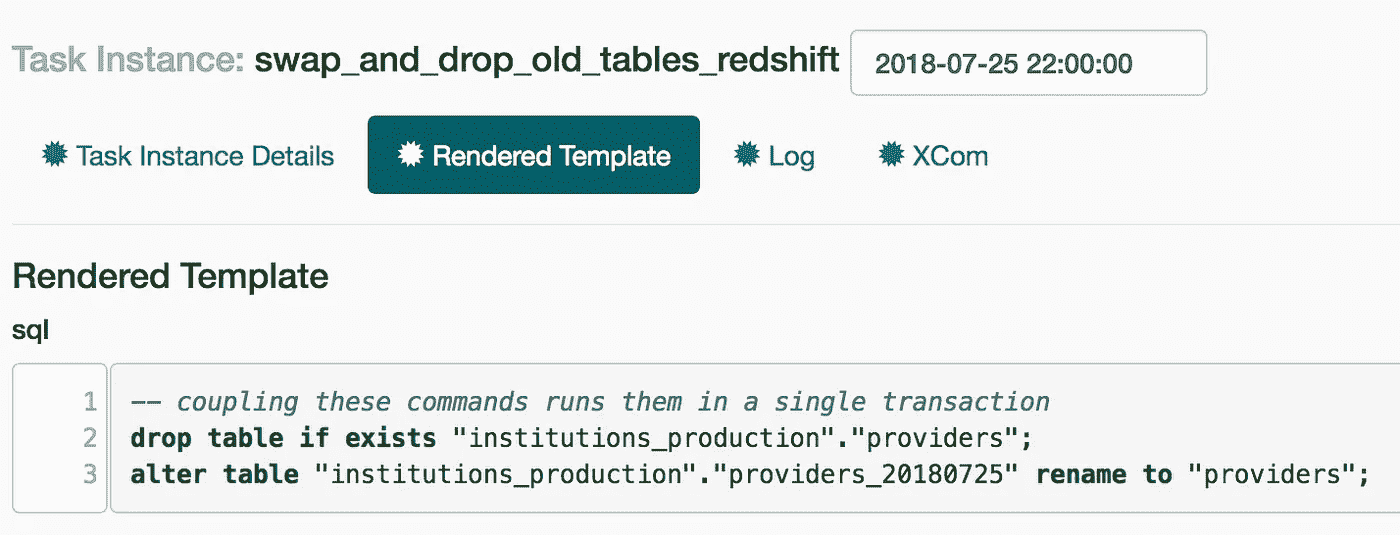 Task Instance: swap_and_drop_old_tables_redshift 2018-07-25 22:00:00
Task Instance Details Rendered Template Log XCom
Rendered Template
sql
1 -- coupling these commands runs them in a single transaction
2 drop table if exists "institutions_production"."providers";
3 alter table "institutions_production"."providers_20180725" rename to "providers";